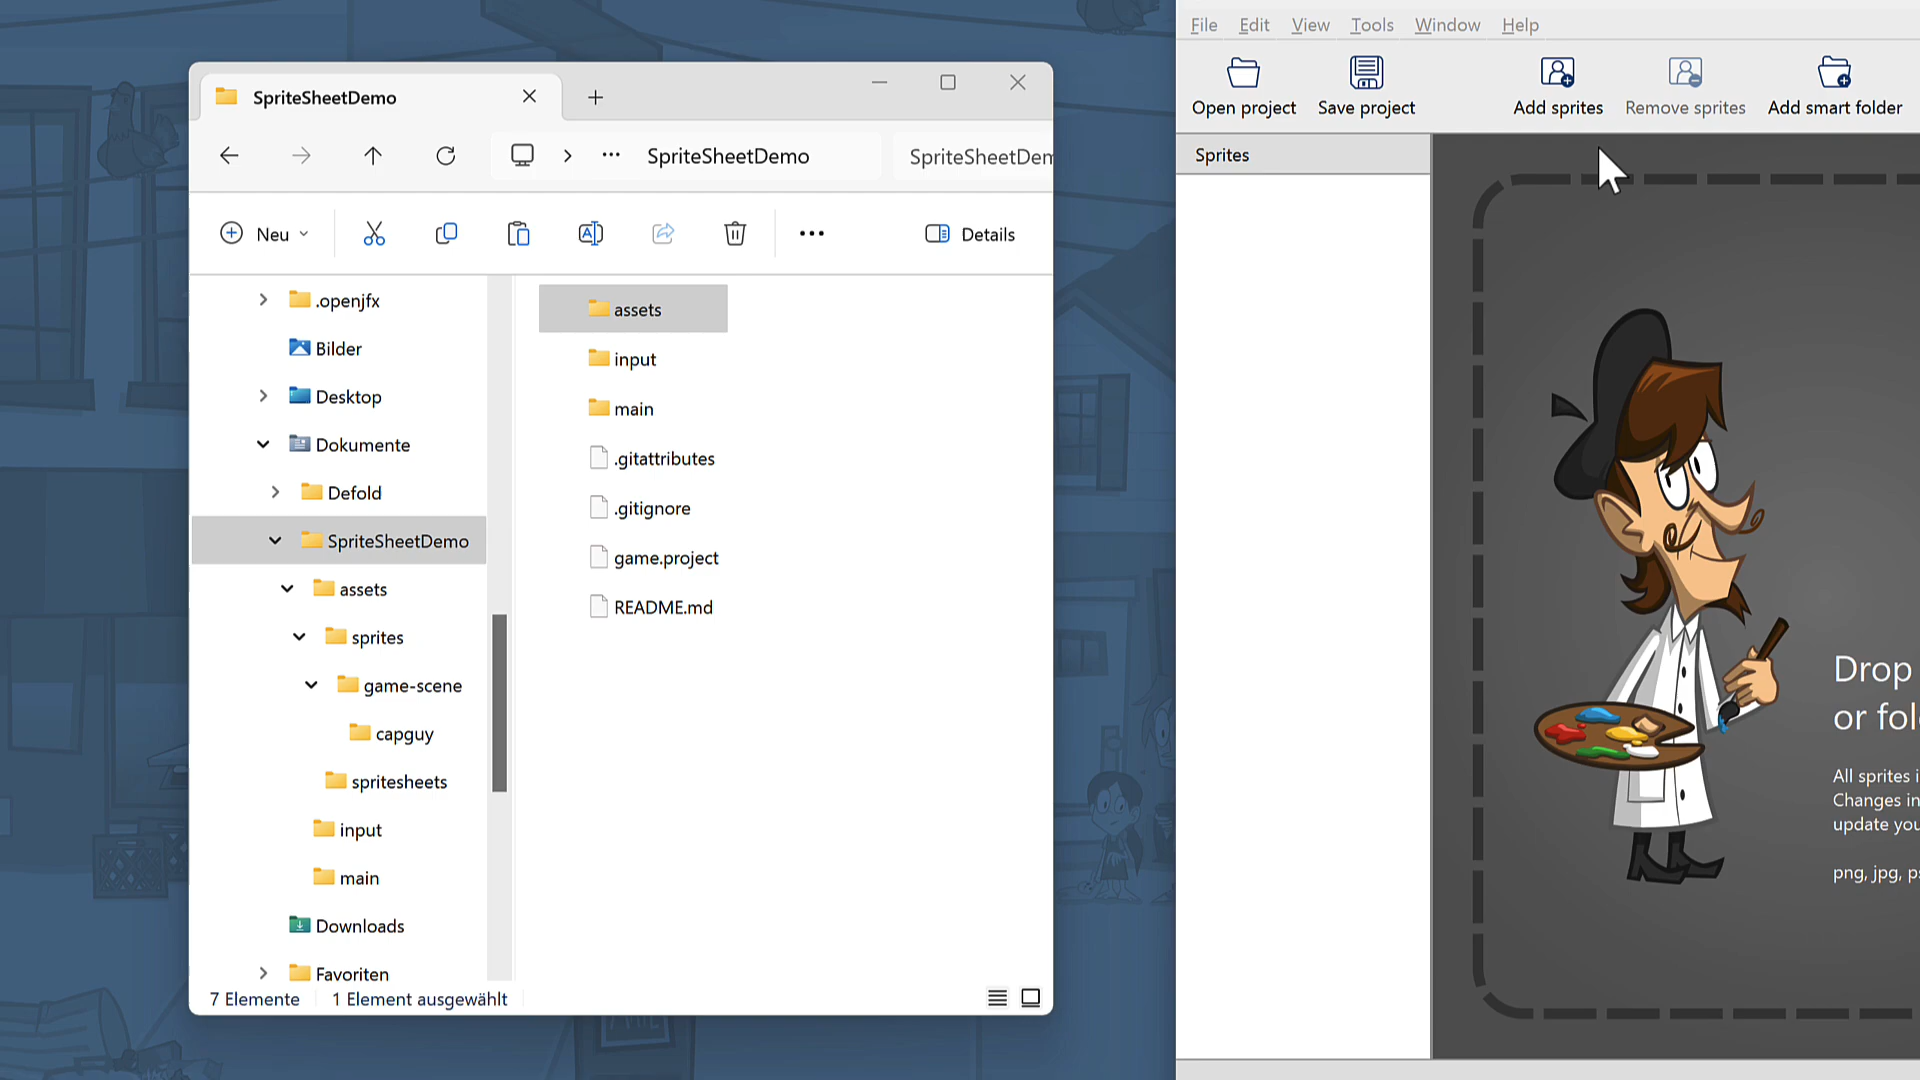 SpriteSheetDemo
SpriteSheetDemo
SpriteSheetDem
Neu
Details
.openjfx
Bilder
Desktop
Dokumente
Defold
SpriteSheetDemo
assets
sprites
game-scene
capguy
spritesheets
input
main
Downloads
Favoriten
assets
input
main
.gitattributes
.gitignore
game.project
README.md
7 Elemente
1 Element ausgewählt
File Edit View Tools Window Help
Open project
Save project
Add sprites
Remove sprites
Add smart folder
Sprites
Drop
or fol
All sprites i
Changes in
update you
png, jpg, p